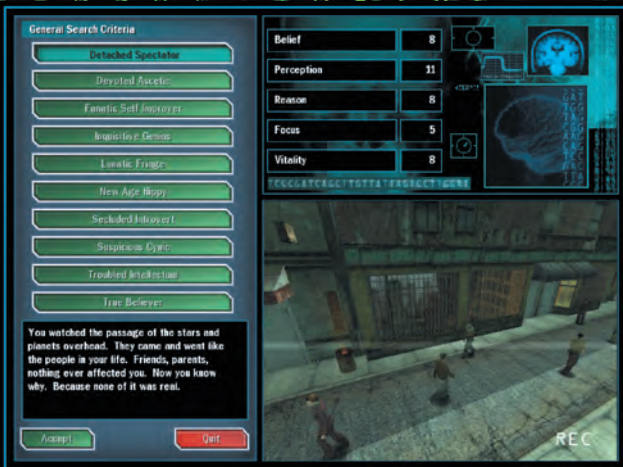 General Search Criteria
Detached Spectator
Devoted Ascetic
Fanatic Self Improver
Inquisitive Genius
Lunatic Fringe
New Age Hippy
Secluded Introvert
Suspicious Cynic
Troubled Intellectual
True Believer
You watched the passage of the stars and
planets overhead. They came and went like
the people in your life. Friends, parents,
nothing ever affected you. Now you know
why. Because none of it was real.
Accept
Quit
Belief 8
Perception 11
Reason 8
Focus 5
Vitality 8
REC